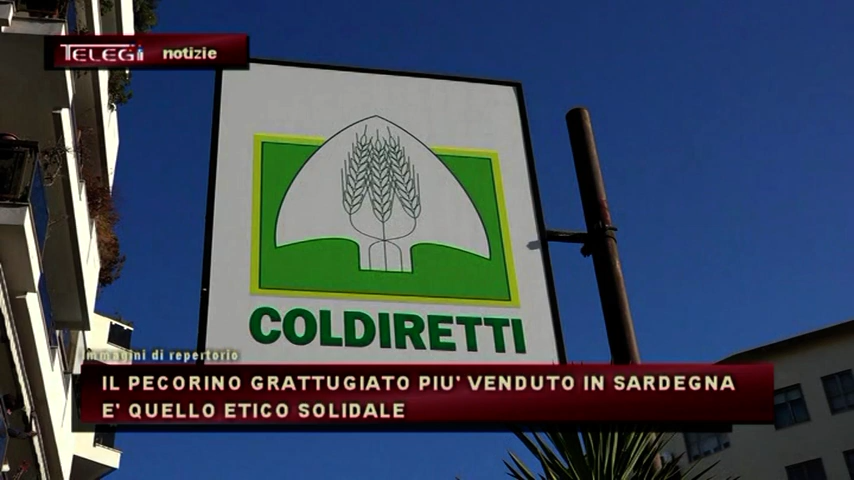 TELEGI notizie
COLDIRETTI
Immagini di repertorio
IL PECORINO GRATTUGIATO PIU' VENDUTO IN SARDEGNA
E' QUELLO ETICO SOLIDALE